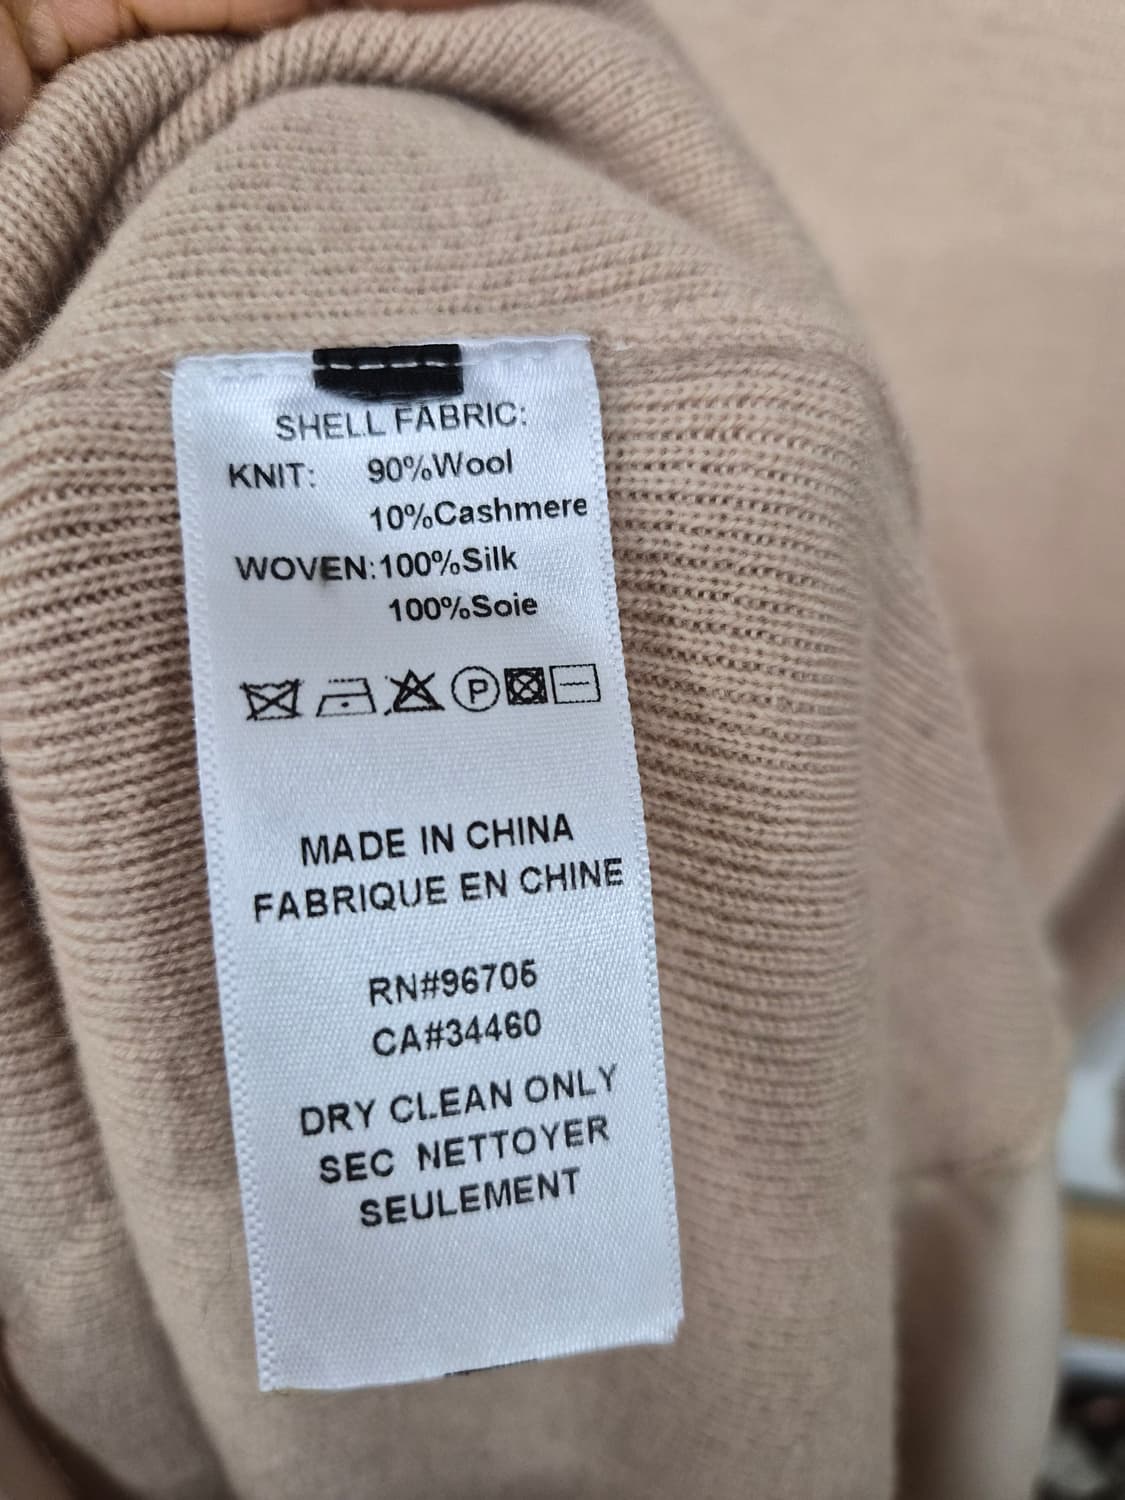 SHELL FABRIC:
KNIT: 90%Wool
10%Cashmere
WOVEN:100%Silk
100%Soie
P
MADE IN CHINA
FABRIQUE EN CHINE
RN#96705
CA#34460
DRY CLEAN ONLY
SEC NETTOYER
SEULEMENT